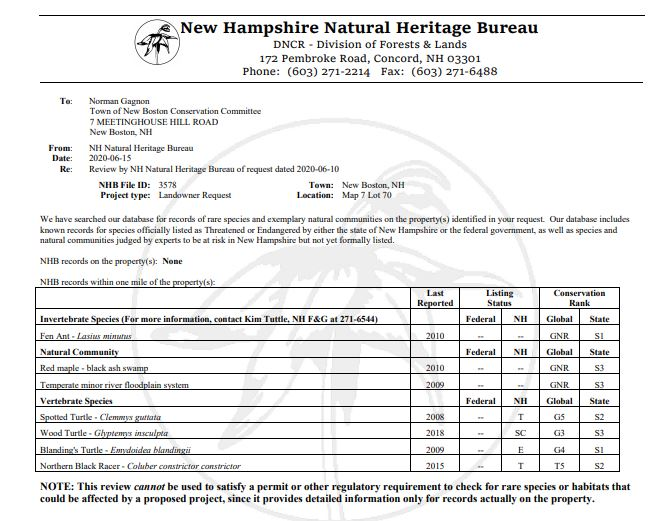 New Hampshire Natural Heritage Bureau
DNCR - Division of Forests & Lands
172 Pembroke Road, Concord, NH 03301
Phone: (603) 271-2214 Fax: (603) 271-6488
To: Norman Gagnon
Town of New Boston Conservation Committee
7 MEETINGHOUSE HILL ROAD
New Boston, NH
From: NH Natural Heritage Bureau
Date: 2020-06-15
Re: Review by NH Natural Heritage Bureau of request dated 2020-06-10
NHB File ID: 3578 Town: New Boston, NH
Project type: Landowner Request Location: Map 7 Lot 70
We have searched our database for records of rare species and exemplary natural communities on the property(s) identified in your request. Our database includes
known records for species officially listed as Threatened or Endangered by either the state of New Hampshire or the federal government, as well as species and
natural communities judged by experts to be at risk in New Hampshire but not yet formally listed.
NHB records on the property(s): None
NHB records within one mile of the property(s):
Last Reported Listing Status Conservation Rank
Invertebrate Species (For more information, contact Kim Tuttle, NH F&G at 271-6544) Federal NH Global State
Fen Ant - Lasius minutus 2010 -- -- GNR S1
Natural Community Federal NH Global State
Red maple - black ash swamp 2010 -- -- GNR S3
Temperate minor river floodplain system 2009 -- -- GNR S3
Vertebrate Species Federal NH Global State
Spotted Turtle - Clemmys guttata 2008 -- T G5 S2
Wood Turtle - Glyptemys insculpta 2018 -- SC G3 S3
Blanding's Turtle - Emydoidea blandingii 2009 -- E G4 S1
Northern Black Racer - Coluber constrictor constrictor 2015 -- T T5 S2
NOTE: This review cannot be used to satisfy a permit or other regulatory requirement to check for rare species or habitats that
could be affected by a proposed project, since it provides detailed information only for records actually on the property.